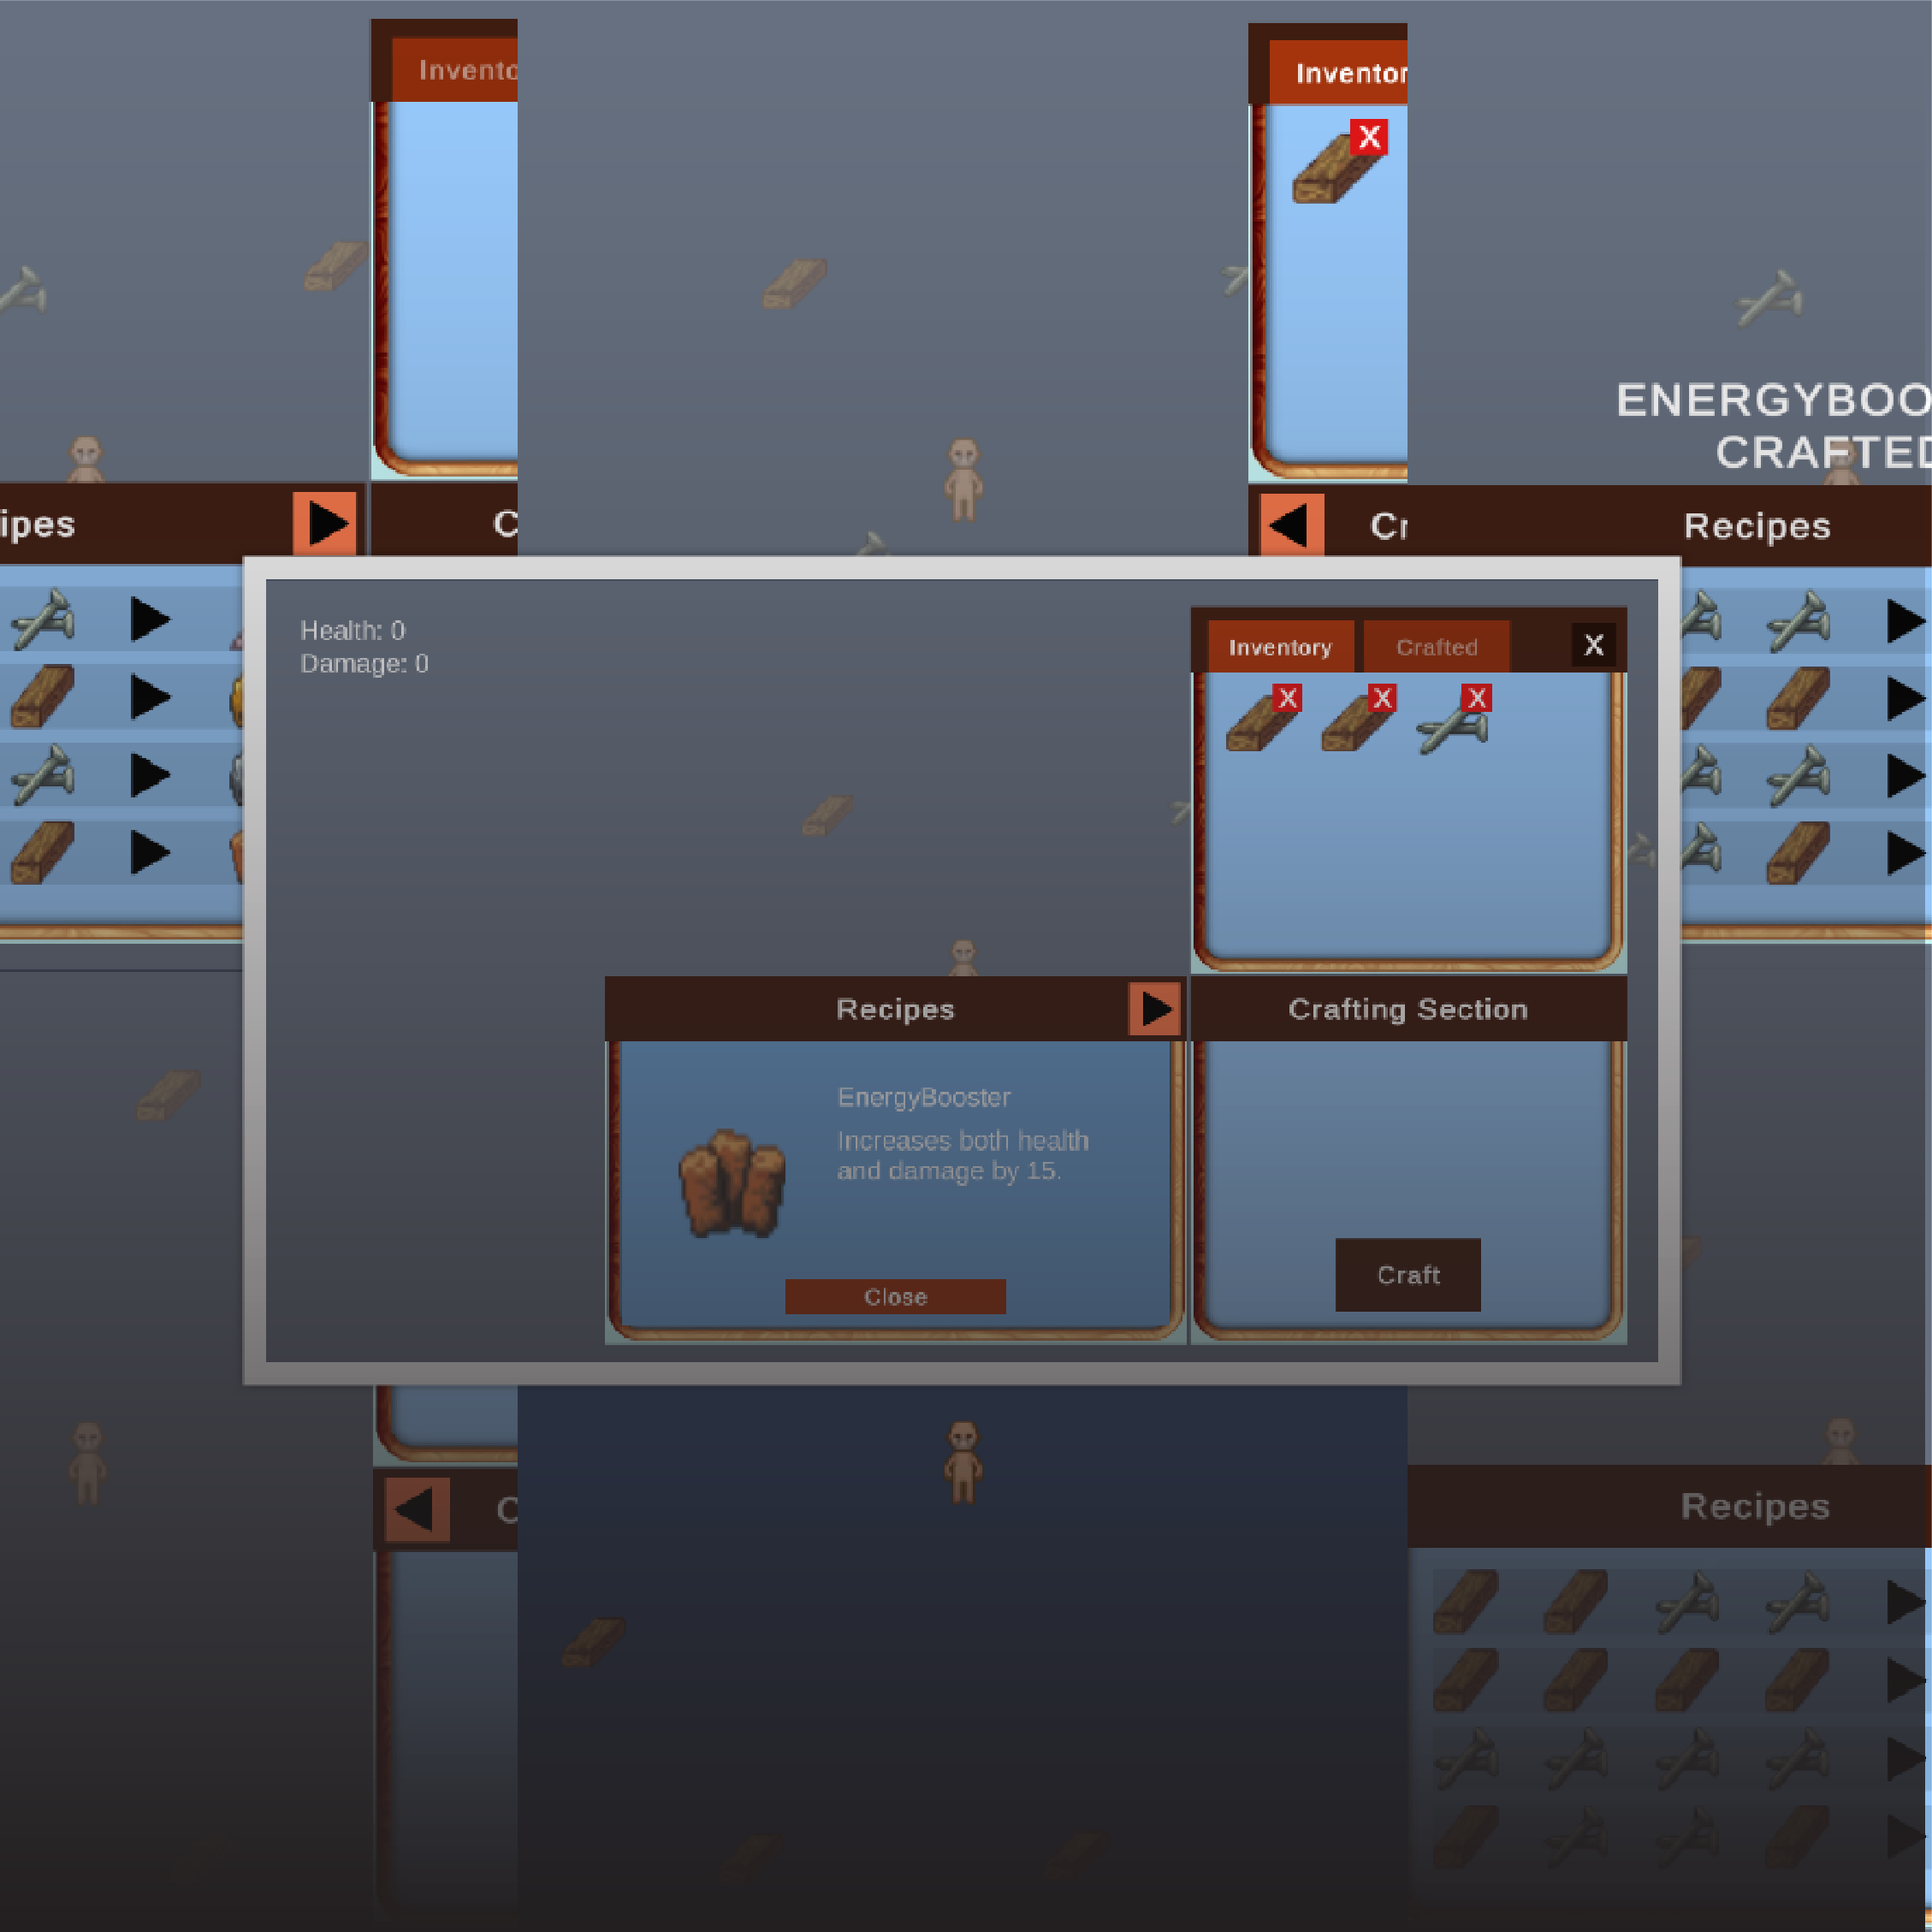 Invento
Inventor
X
ENERGYBOO
CRAFTED
ipes
C
Cr
Recipes
Health: 0
Damage: 0
Inventory
Crafted
X
X
X
X
Recipes
Crafting Section
EnergyBooster
Increases both health
and damage by 15.
Craft
Close
C
Recipes